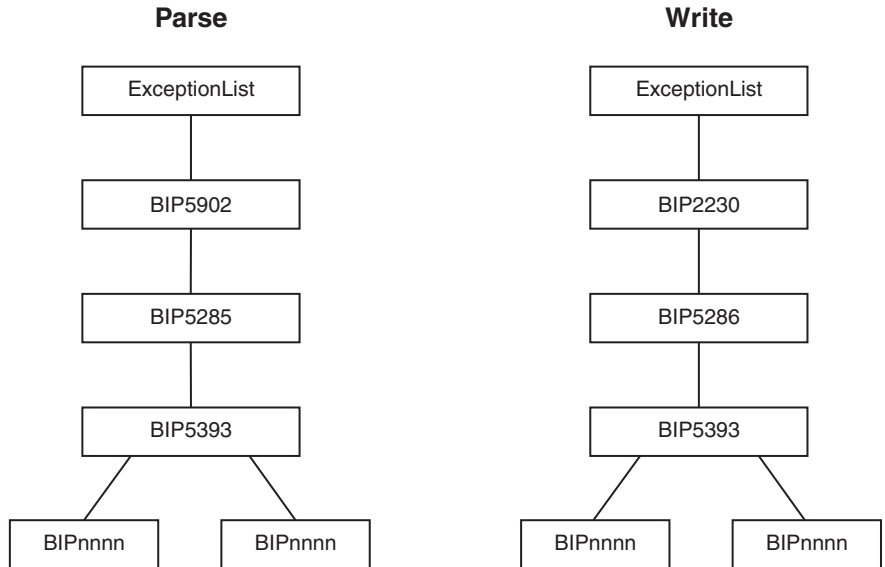 Parse Write
ExceptionList ExceptionList
BIP5902 BIP2230
BIP5285 BIP5286
BIP5393 BIP5393
BIPnnnn BIPnnnn BIPnnnn BIPnnnn